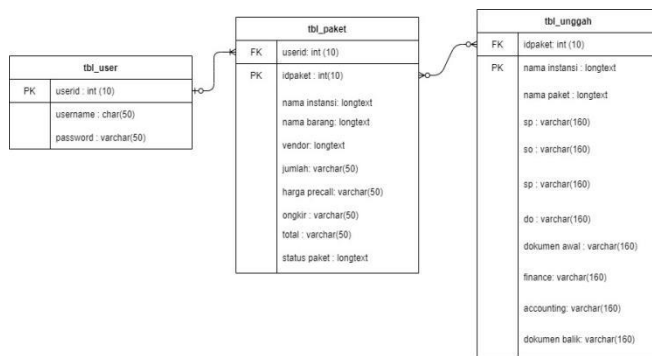 tbl_user
PK userid : int (10)
username : char(50)
password : varchar(50)
tbl_paket
FK userid: int (10)
PK idpaket : int(10)
nama instansi: longtext
nama barang: longtext
vendor: longtext
jumlah: varchar(50)
harga precall: varchar(50)
ongkir : varchar(50)
total : varchar(50)
status paket : longtext
tbl_unggah
FK idpaket: int (10)
PK nama instansi : longtext
nama paket : longtext
sp : varchar(160)
so : varchar(160)
sp : varchar(160)
do : varchar(160)
dokumen awal : varchar(160)
finance: varchar(160)
accounting: varchar(160)
dokumen balik: varchar(160)